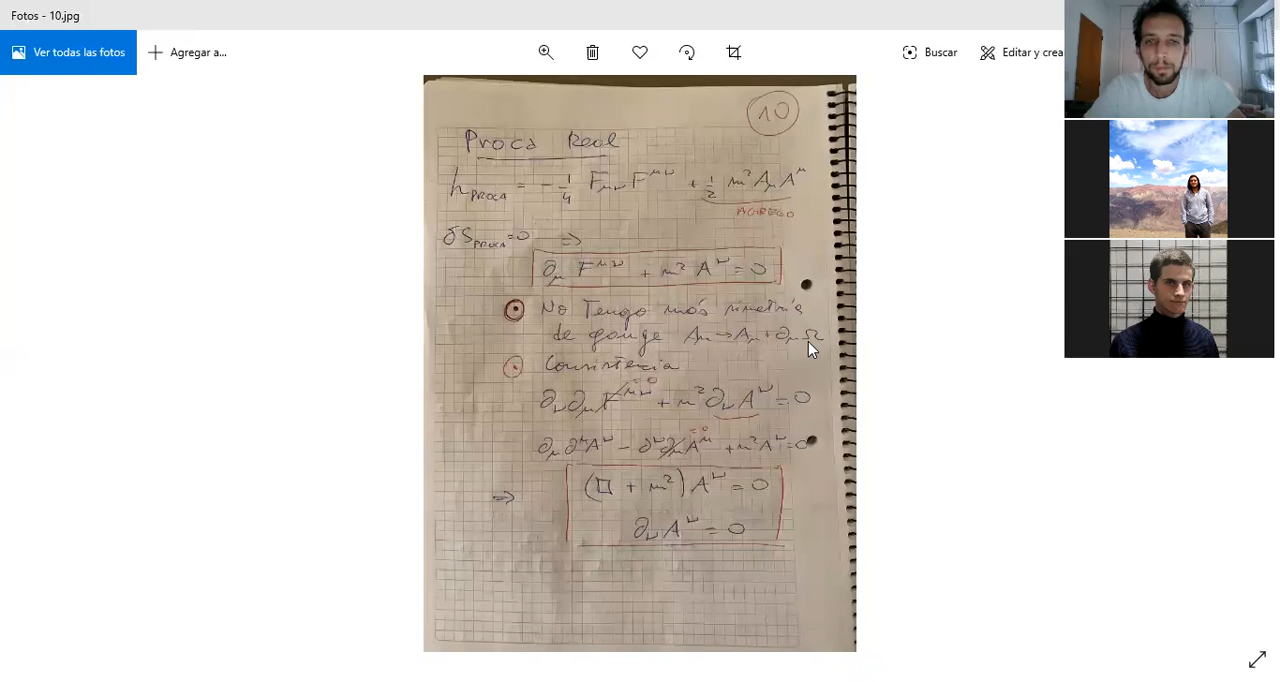 Fotos - 10.jpg
Ver todas las fotos
Agregar a...
Buscar
Editar y crea
10
Proca Real
ℒ_PROCA = - 1/4 F_μν F^μν + 1/2 m² A_μ A^μ
AGREGO
δS_PROCA = 0 ⇒
∂_μ F^μν + m² A^ν = 0
No Tengo más simetría
de gauge A_μ → A_μ + ∂_μ Ω
Consistencia
∂_ν ∂_μ F^μν = 0 + m² ∂_ν A^ν = 0
∂_μ ∂^μ A^ν - ∂^ν ∂_μ A^μ = 0 + m² A^ν = 0
⇒ (□ + m²) A^ν = 0
∂_ν A^ν = 0